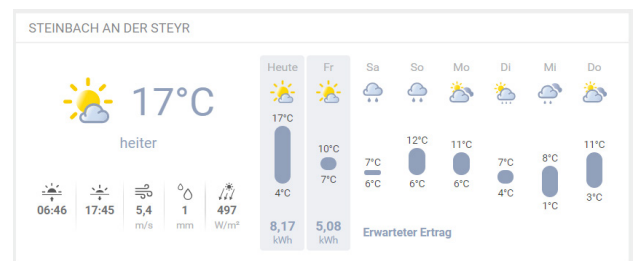 STEINBACH AN DER STEYR
17°C
heiter
06:46 17:45 5,4 1 497
m/s mm W/m²
Heute Fr Sa So Mo Di Mi Do
17°C 10°C 7°C 12°C 11°C 7°C 8°C 11°C
4°C 7°C 6°C 6°C 6°C 4°C 1°C 3°C
8,17 5,08 Erwarteter Ertrag
kWh kWh